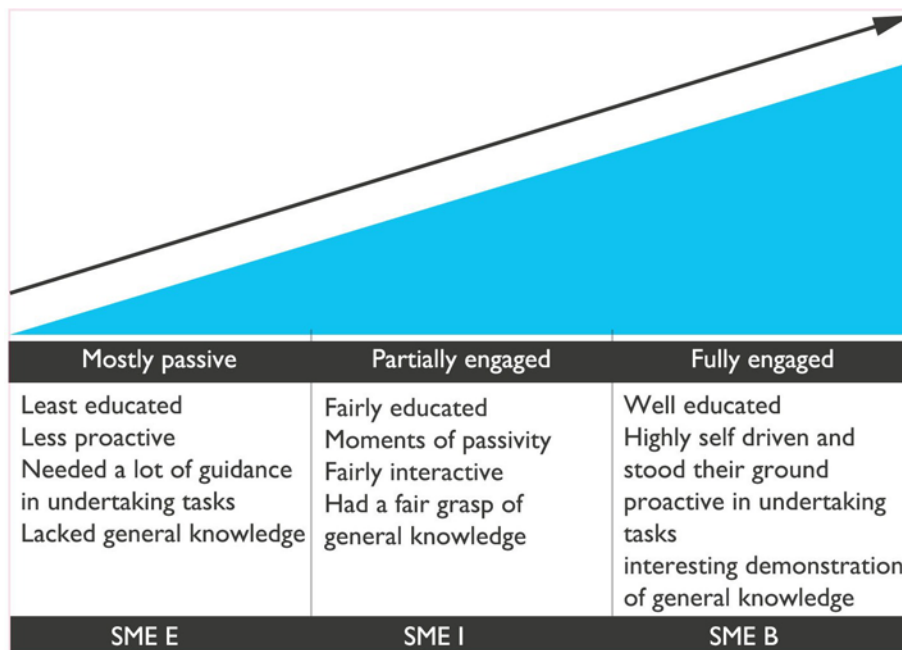 Mostly passive
Partially engaged
Fully engaged
Least educated
Less proactive
Needed a lot of guidance
in undertaking tasks
Lacked general knowledge
Fairly educated
Moments of passivity
Fairly interactive
Had a fair grasp of
general knowledge
Well educated
Highly self driven and
stood their ground
proactive in undertaking
tasks
interesting demonstration
of general knowledge
SME E
SME I
SME B